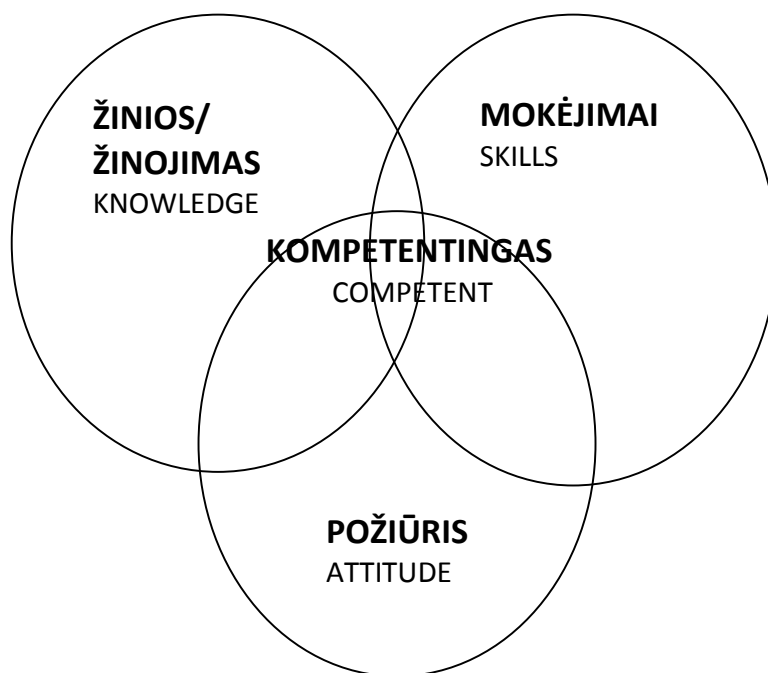 ŽINIOS/
ŽINOJIMAS
KNOWLEDGE
MOKĖJIMAI
SKILLS
KOMPETENTINGAS
COMPETENT
POŽIŪRIS
ATTITUDE